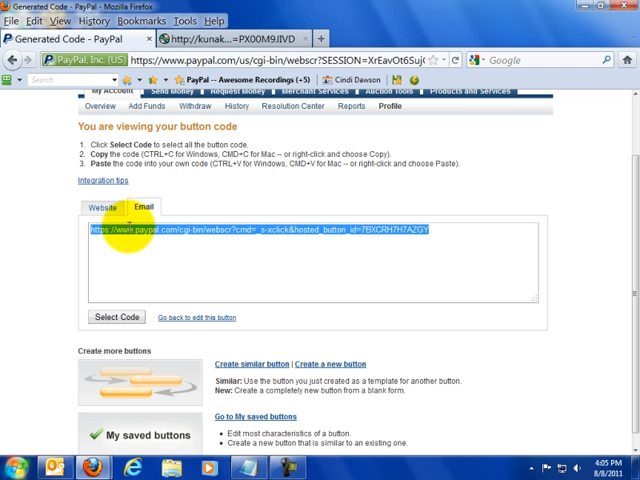 Generated Code - PayPal - Mozilla Firefox
File Edit View History Bookmarks Tools Help
Generated Code - PayPal × http://kunak...=PX00M9JIVD × +
PayPal, Inc. (US) https://www.paypal.com/us/cgi-bin/webscr?SESSION=XrEavOt6SujC Google
Search PayPal -- Awesome Recordings (+5) Cindi Dawson
My Account Send Money Request Money Merchant Services Auction Tools Products and Services
Overview Add Funds Withdraw History Resolution Center Reports Profile
You are viewing your button code
1. Click Select Code to select all the button code.
2. Copy the code (CTRL+C for Windows, CMD+C for Mac -- or right-click and choose Copy).
3. Paste the code into your own code (CTRL+V for Windows, CMD+V for Mac -- or right-click and choose Paste).
Integration tips
Website Email
https://www.paypal.com/cgi-bin/webscr?cmd=_s-xclick&hosted_button_id=7BXCRH7H7AZGY
Select Code Go back to edit this button
Create more buttons
Create similar button | Create a new button
Similar: Use the button you just created as a template for another button.
New: Create a completely new button from a blank form.
Go to My saved buttons
My saved buttons
• Edit most characteristics of a button.
• Create a new button that is similar to an existing one.
4:05 PM
8/8/2011